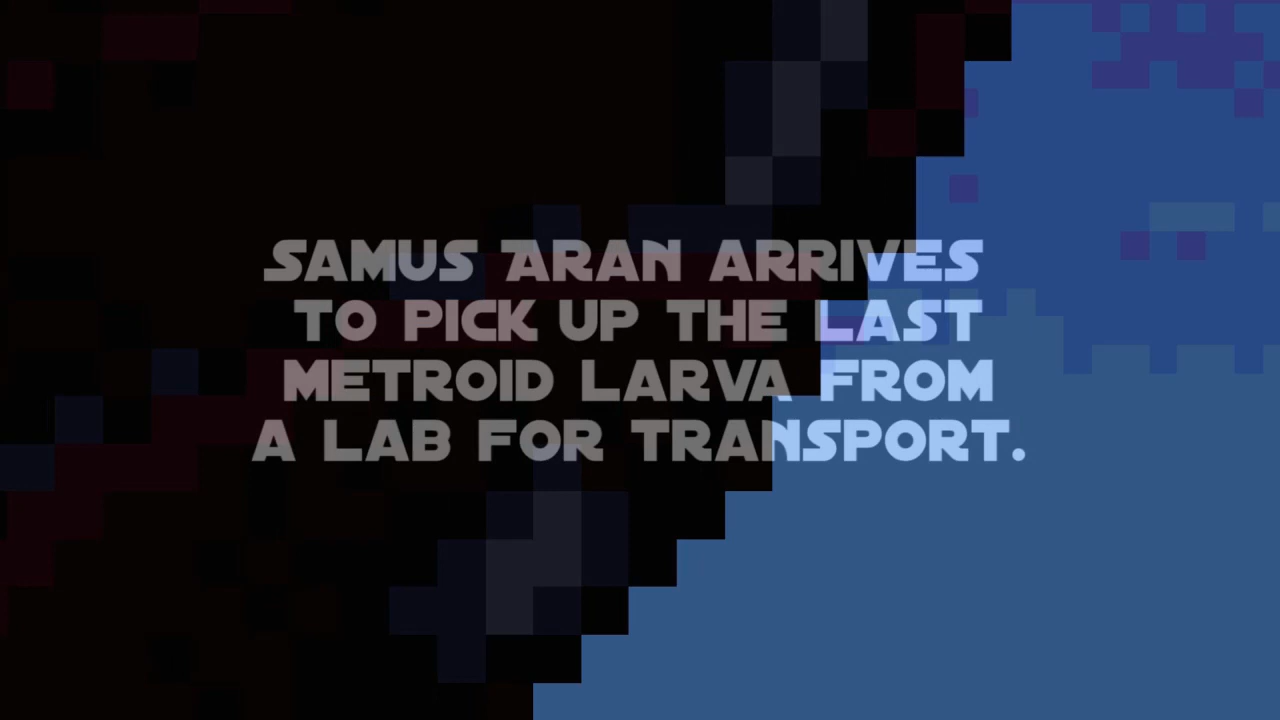 SAMUS ARAN ARRIVES
TO PICK UP THE LAST
METROID LARVA FROM
A LAB FOR TRANSPORT.